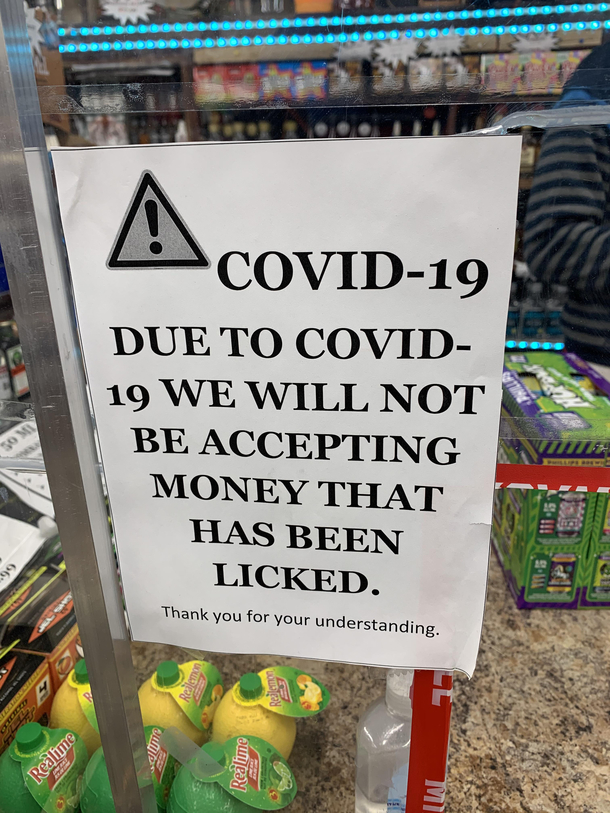 COVID-19
DUE TO COVID-
19 WE WILL NOT
BE ACCEPTING
MONEY THAT
HAS BEEN
LICKED.
Thank you for your understanding.
ReaLemon
ReaLemon
ReaLime
ReaLime